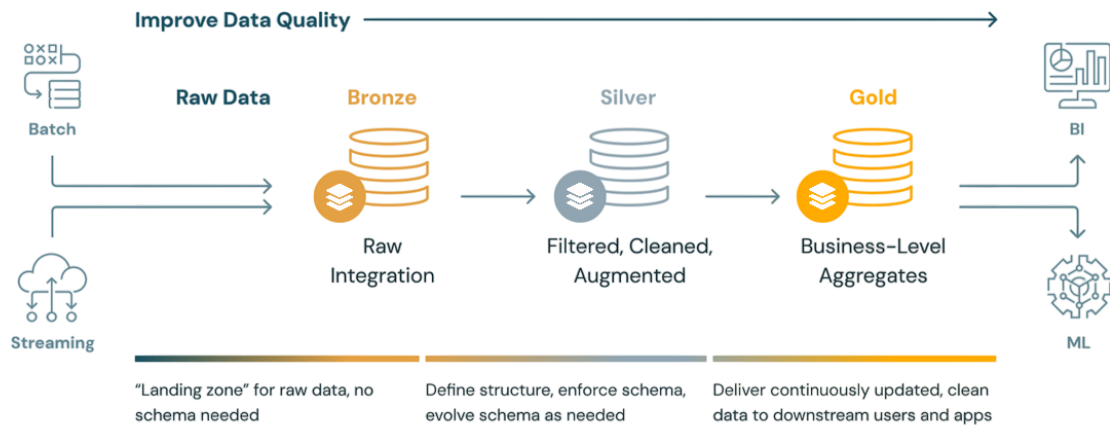 Improve Data Quality
Batch
Streaming
Raw Data
Bronze
Raw
Integration
Silver
Filtered, Cleaned,
Augmented
Gold
Business-Level
Aggregates
BI
ML
“Landing zone” for raw data, no
schema needed
Define structure, enforce schema,
evolve schema as needed
Deliver continuously updated, clean
data to downstream users and apps